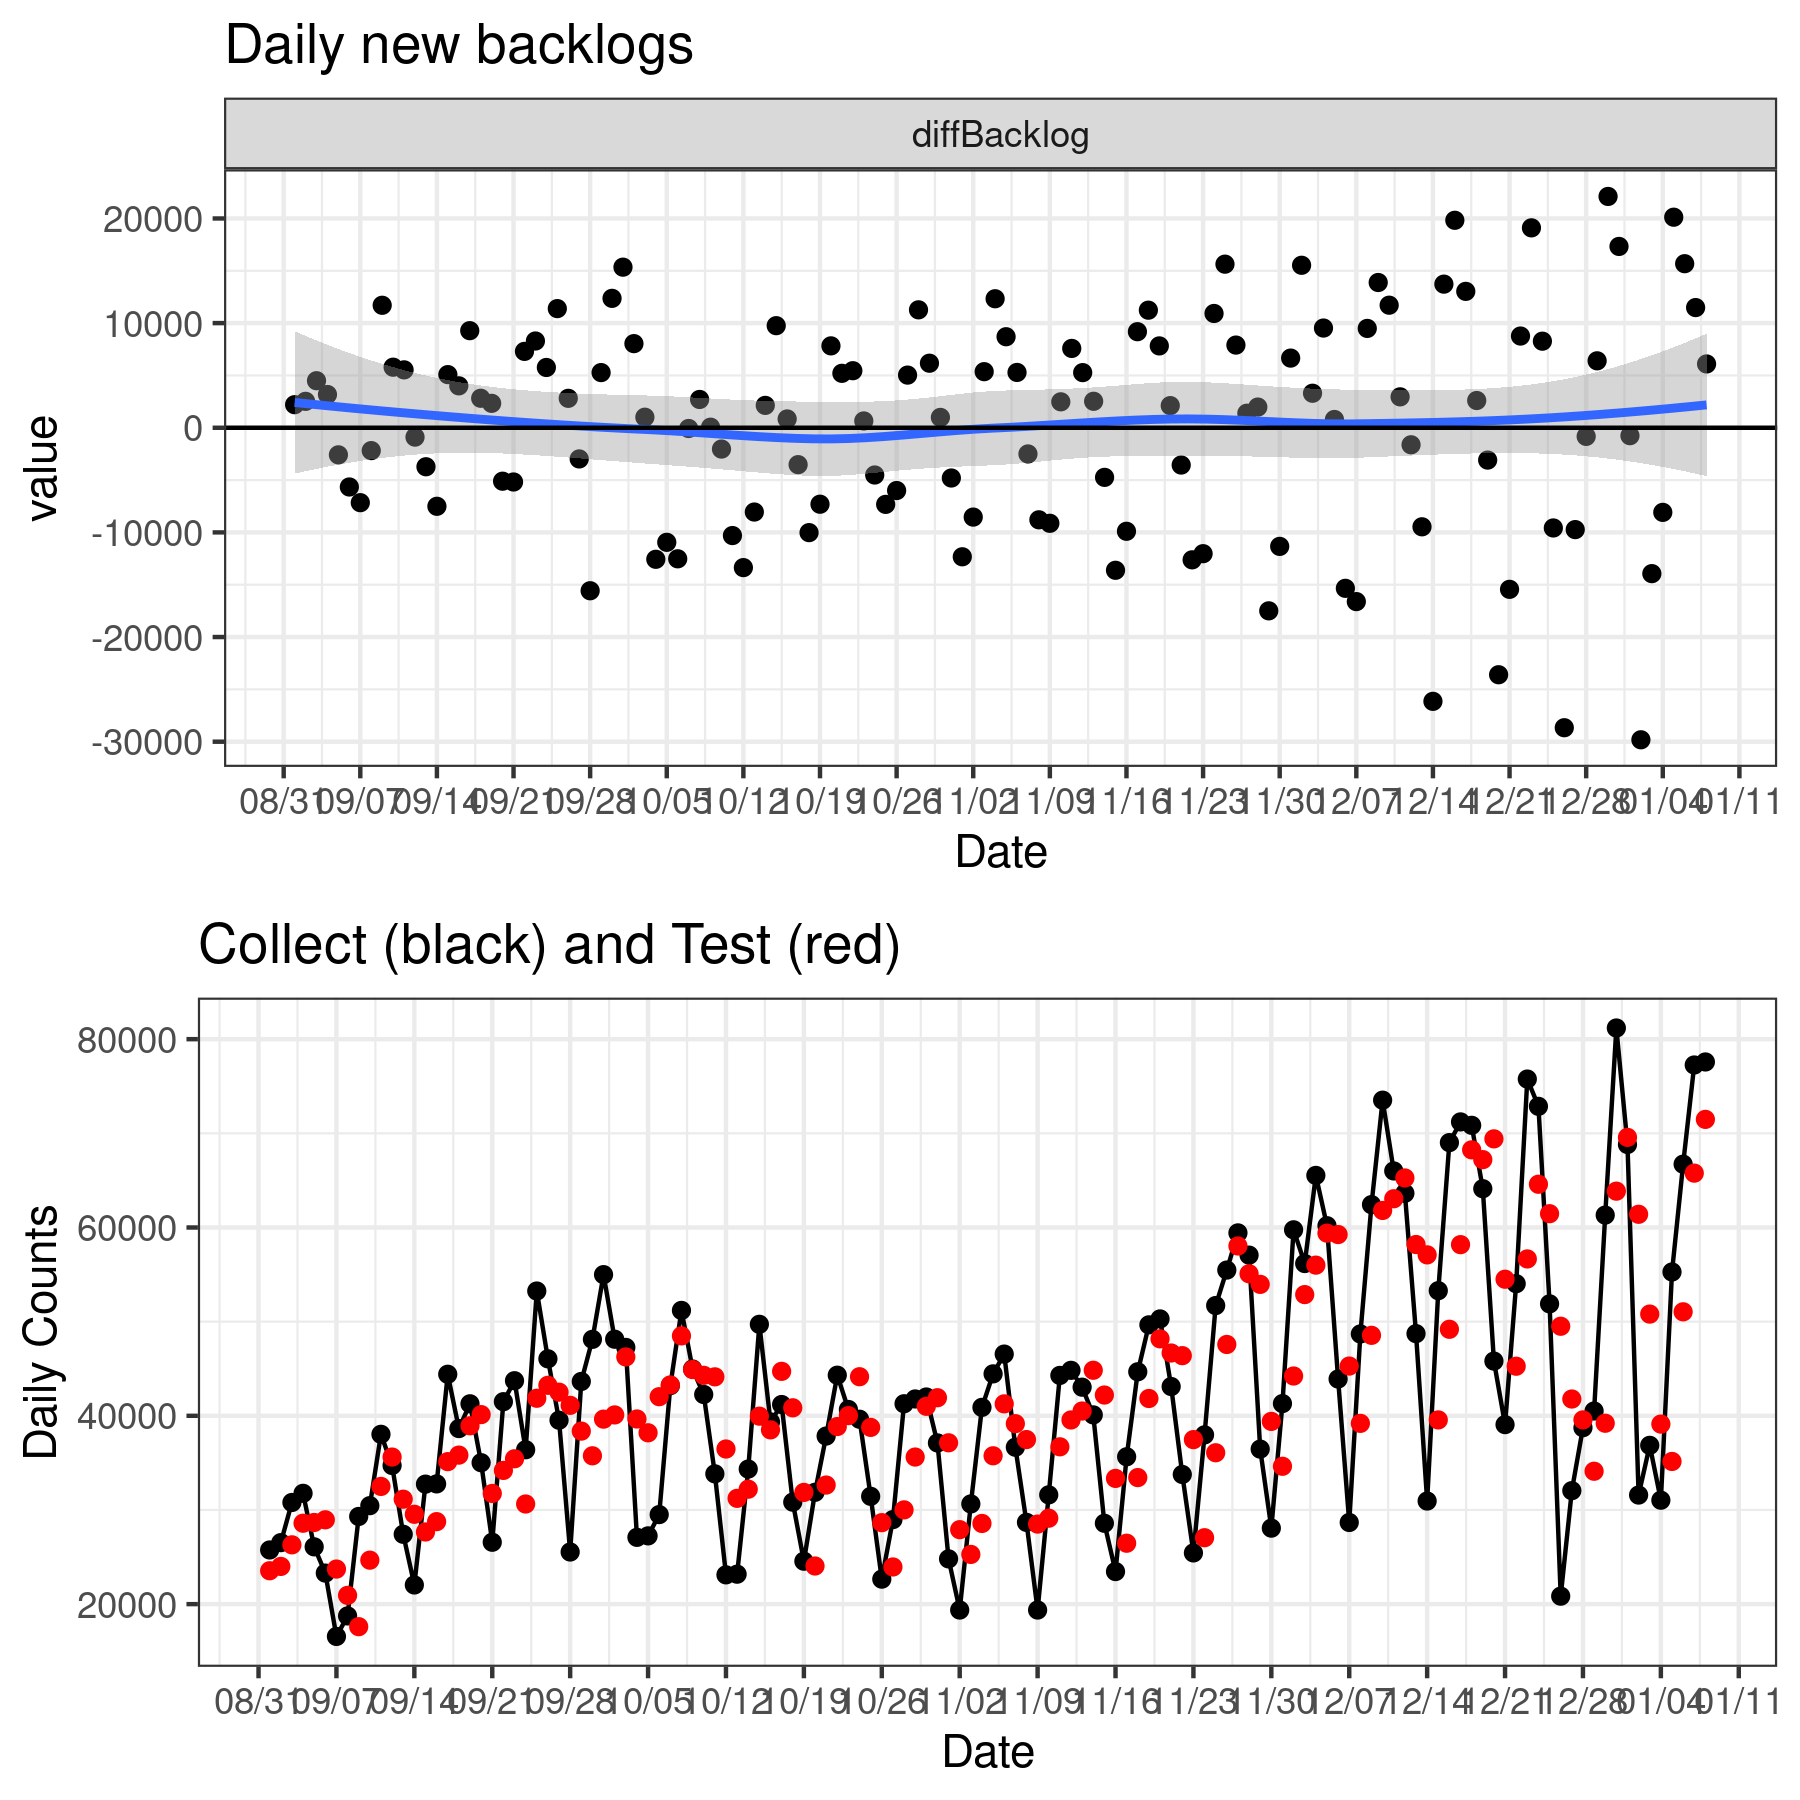 Daily new backlogs
diffBacklog
20000
10000
0
-10000
-20000
-30000
value
08/31 09/07 09/14 09/21 09/28 10/05 10/12 10/19 10/26 11/02 11/09 11/16 11/23 11/30 12/07 12/14 12/21 12/28 01/04 01/11
Date
Collect (black) and Test (red)
80000
60000
40000
20000
Daily Counts
08/31 09/07 09/14 09/21 09/28 10/05 10/12 10/19 10/26 11/02 11/09 11/16 11/23 11/30 12/07 12/14 12/21 12/28 01/04 01/11
Date